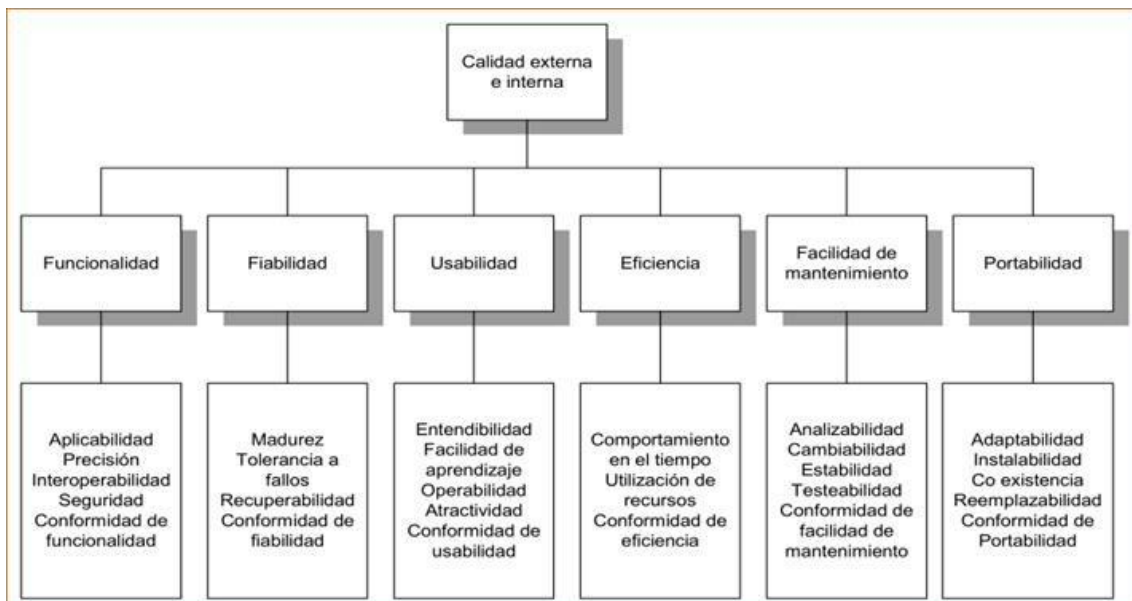 Calidad externa
e interna
Funcionalidad
Fiabilidad
Usabilidad
Eficiencia
Facilidad de
mantenimiento
Portabilidad
Aplicabilidad
Precisión
Interoperabilidad
Seguridad
Conformidad de
funcionalidad
Madurez
Tolerancia a
fallos
Recuperabilidad
Conformidad de
fiabilidad
Entendibilidad
Facilidad de
aprendizaje
Operabilidad
Atractividad
Conformidad de
usabilidad
Comportamiento
en el tiempo
Utilización de
recursos
Conformidad de
eficiencia
Analizabilidad
Cambiabilidad
Estabilidad
Testeabilidad
Conformidad de
facilidad de
mantenimiento
Adaptabilidad
Instalabilidad
Co existencia
Reemplazabilidad
Conformidad de
Portabilidad